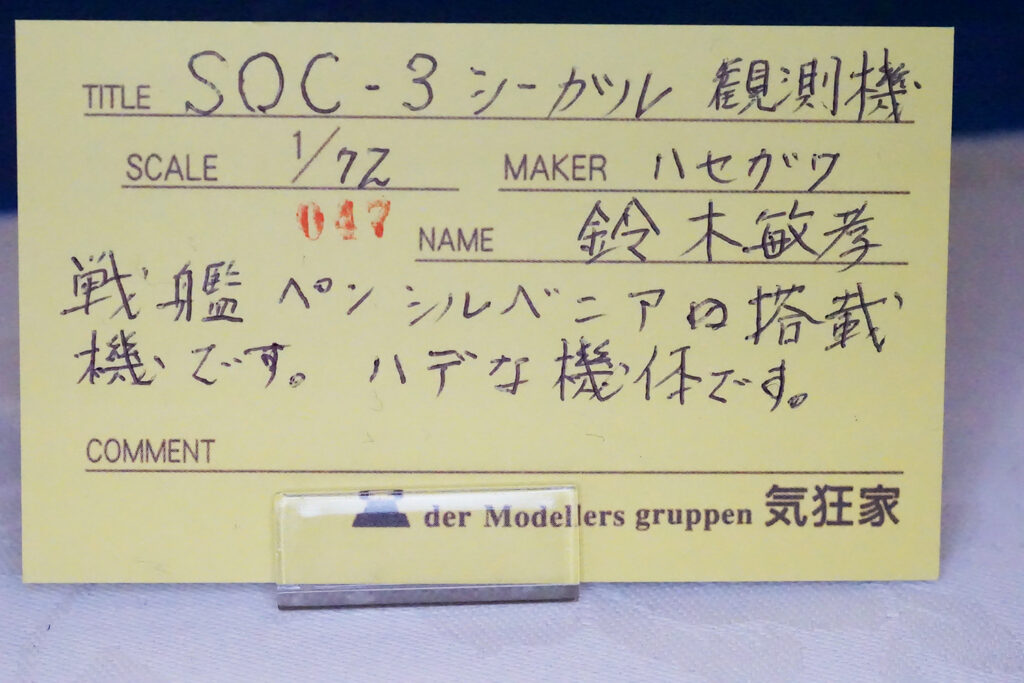 TITLE SOC-3 シーガル 観測機
SCALE 1/72 MAKER ハセガワ
047
NAME 鈴木敏孝
戦艦 ペンシルベニアの搭載
機です。ハデな機体です。
COMMENT
der Modellers gruppen 気狂家